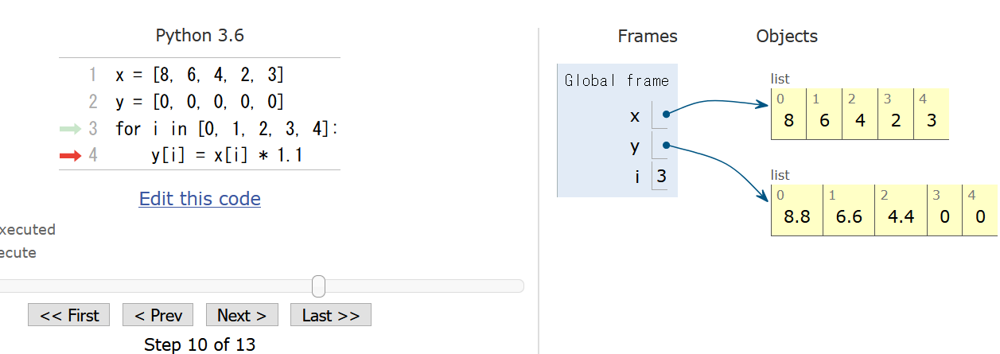 Python 3.6
1 x = [8, 6, 4, 2, 3]
2 y = [0, 0, 0, 0, 0]
3 for i in [0, 1, 2, 3, 4]:
4 y[i] = x[i] * 1.1
Edit this code
xecuted
ecute
<< First < Prev Next > Last >>
Step 10 of 13
Frames Objects
Global frame
x
y
i 3
list
0 1 2 3 4
8 6 4 2 3
list
0 1 2 3 4
8.8 6.6 4.4 0 0